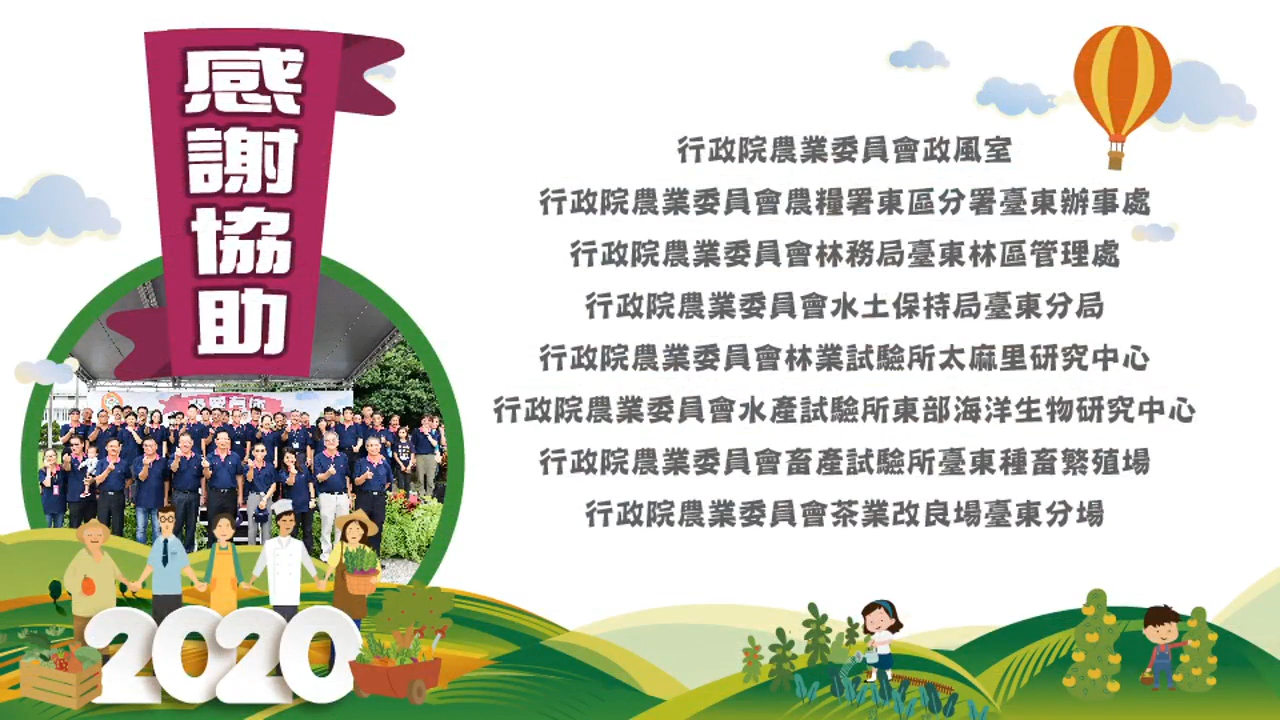 感謝協助
行政院農業委員會政風室
行政院農業委員會農糧署東區分署臺東辦事處
行政院農業委員會林務局臺東林區管理處
行政院農業委員會水土保持局臺東分局
行政院農業委員會林業試驗所太麻里研究中心
行政院農業委員會水產試驗所東部海洋生物研究中心
行政院農業委員會畜產試驗所臺東種畜繁殖場
行政院農業委員會茶業改良場臺東分場
2020